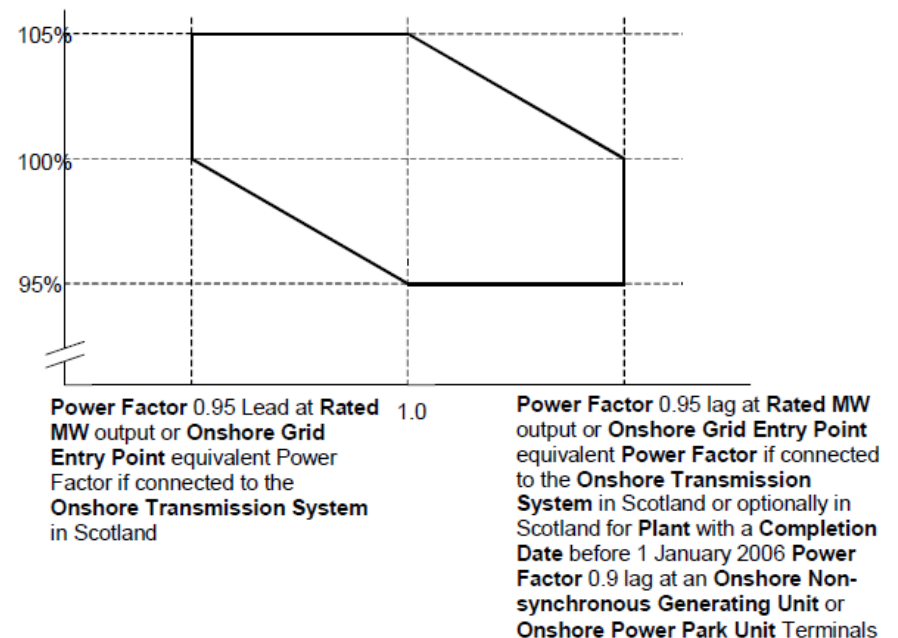 105%
100%
95%
Power Factor 0.95 Lead at Rated
MW output or Onshore Grid
Entry Point equivalent Power
Factor if connected to the
Onshore Transmission System
in Scotland
1.0
Power Factor 0.95 lag at Rated MW
output or Onshore Grid Entry Point
equivalent Power Factor if connected
to the Onshore Transmission
System in Scotland or optionally in
Scotland for Plant with a Completion
Date before 1 January 2006 Power
Factor 0.9 lag at an Onshore Non-
synchronous Generating Unit or
Onshore Power Park Unit Terminals